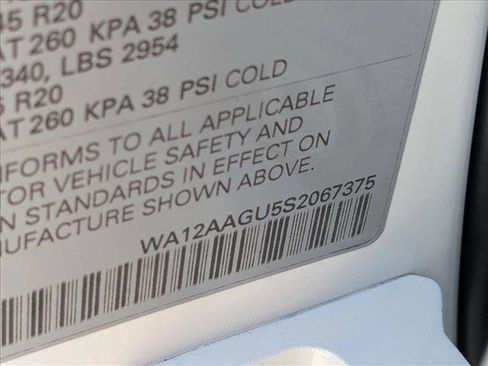 45 R20
AT 260 KPA 38 PSI COLD
340, LBS 2954
R20
AT 260 KPA 38 PSI COLD
NFORMS TO ALL APPLICABLE
TOR VEHICLE SAFETY AND
N STANDARDS IN EFFECT ON
NUFACTURE SHOWN ABOVE.
WA12AAGU5S2067375